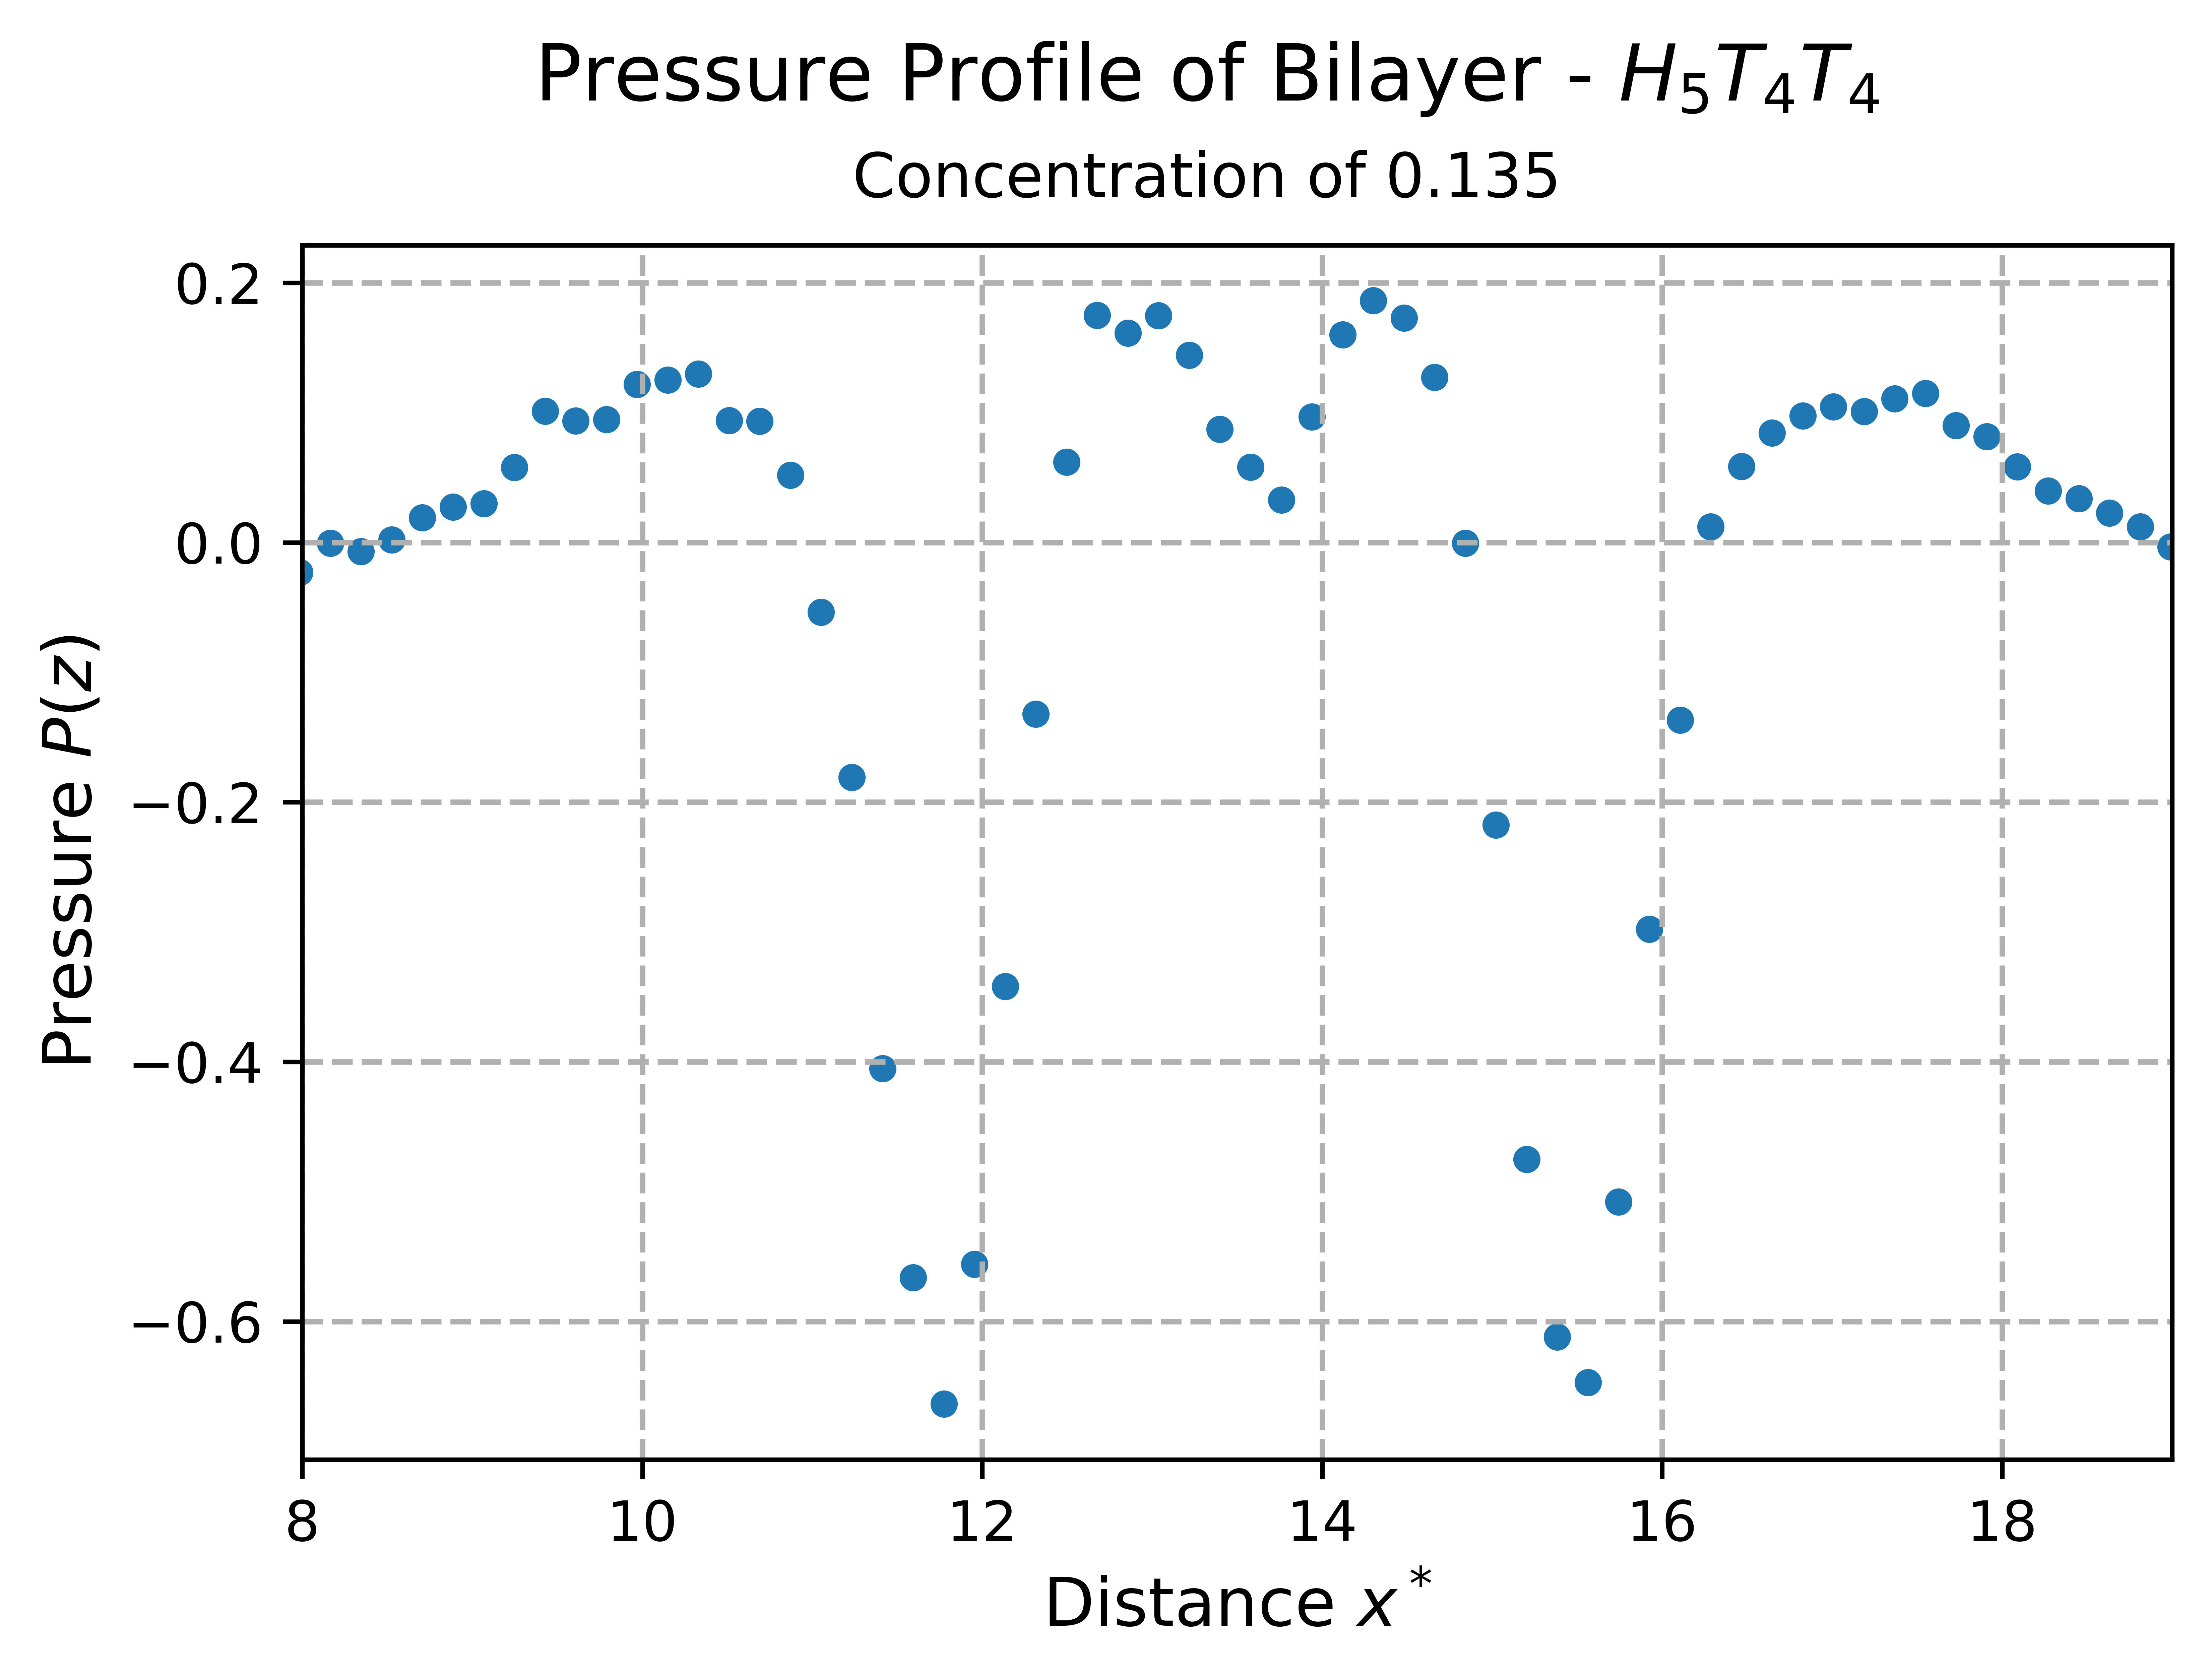 Pressure Profile of Bilayer - H₅T₄T₄
Concentration of 0.135
0.2
0.0
−0.2
−0.4
−0.6
Pressure P(z)
8 10 12 14 16 18
Distance x*